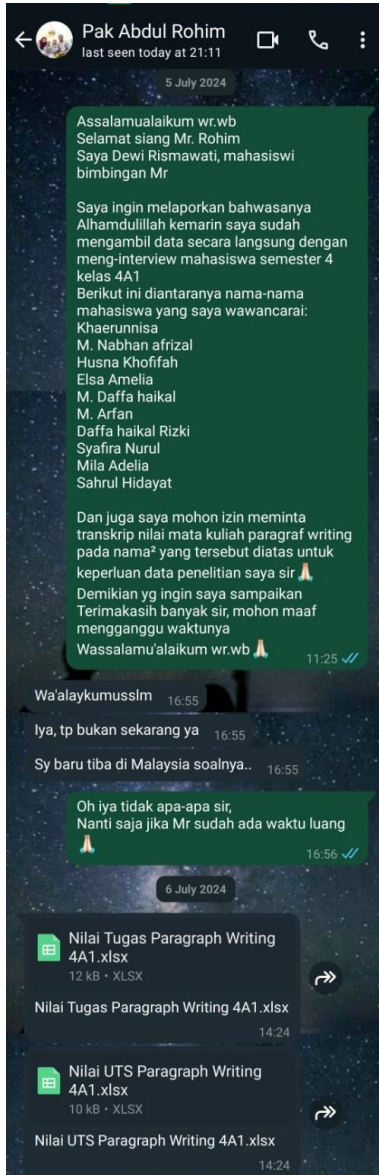 Pak Abdul Rohim
last seen today at 21:11
5 July 2024
Assalamualaikum wr.wb
Selamat siang Mr. Rohim
Saya Dewi Rismawati, mahasiswi
bimbingan Mr
Saya ingin melaporkan bahwasanya
Alhamdulillah kemarin saya sudah
mengambil data secara langsung dengan
meng-interview mahasiswa semester 4
kelas 4A1
Berikut ini diantaranya nama-nama
mahasiswa yang saya wawancarai:
Khaerunnisa
M. Nabhan afrizal
Husna Khofifah
Elsa Amelia
M. Daffa haikal
M. Arfan
Daffa haikal Rizki
Syafira Nurul
Mila Adelia
Sahrul Hidayat
Dan juga saya mohon izin meminta
transkrip nilai mata kuliah paragraf writing
pada nama² yang tersebut diatas untuk
keperluan data penelitian saya sir🙏🏻
Demikian yg ingin saya sampaikan
Terimakasih banyak sir, mohon maaf
mengganggu waktunya
Wassalamu'alaikum wr.wb🙏🏻
11:25
Wa'alaykumusslm 16:55
Iya, tp bukan sekarang ya 16:55
Sy baru tiba di Malaysia soalnya.. 16:55
Oh iya tidak apa-apa sir,
Nanti saja jika Mr sudah ada waktu luang
🙏🏻
16:56
6 July 2024
Nilai Tugas Paragraph Writing
4A1.xlsx
12 kB • XLSX
Nilai Tugas Paragraph Writing 4A1.xlsx
14:24
Nilai UTS Paragraph Writing
4A1.xlsx
10 kB • XLSX
Nilai UTS Paragraph Writing 4A1.xlsx
14:24